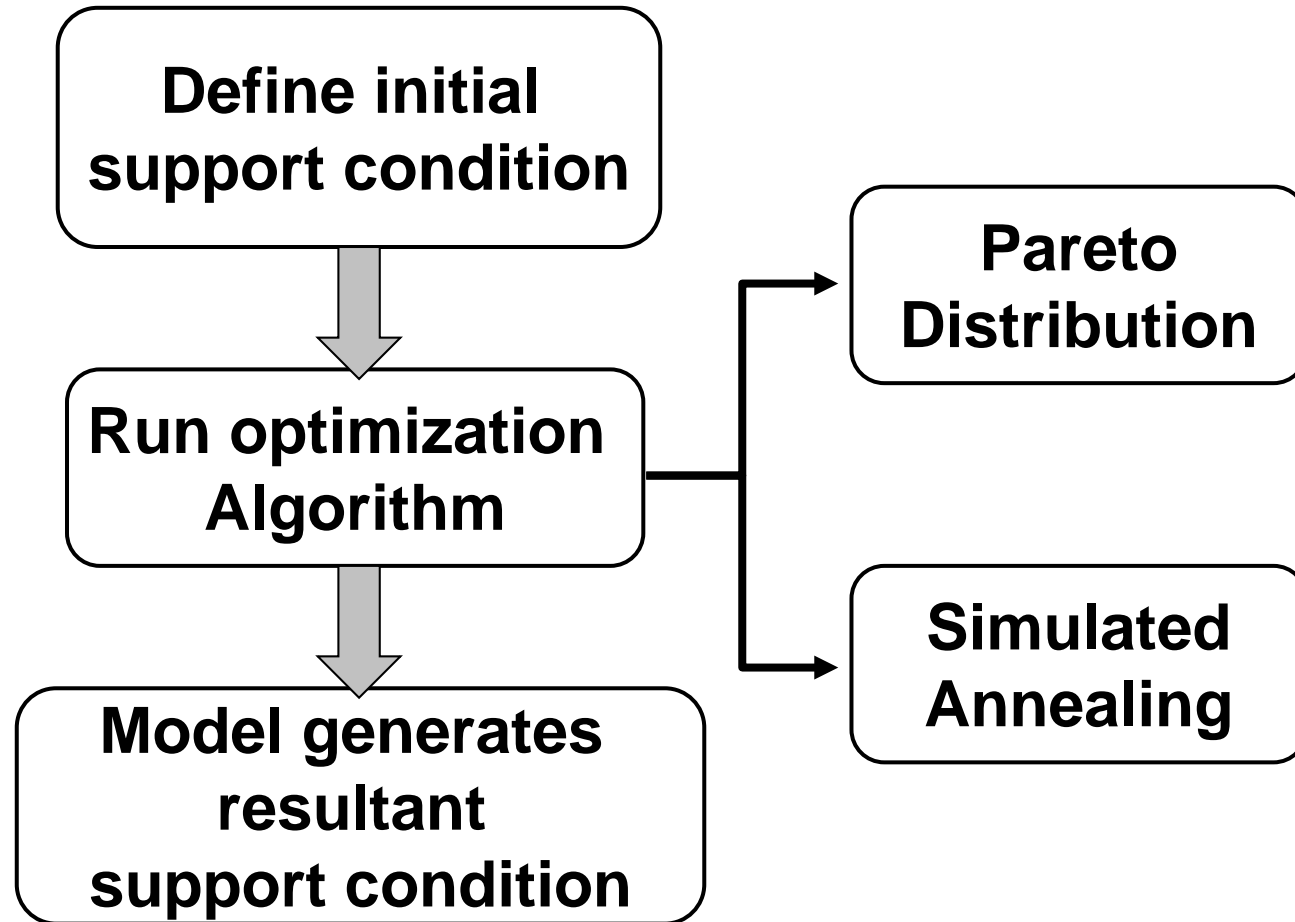 Define initial
support condition
Run optimization
Algorithm
Model generates
resultant
support condition
Pareto
Distribution
Simulated
Annealing